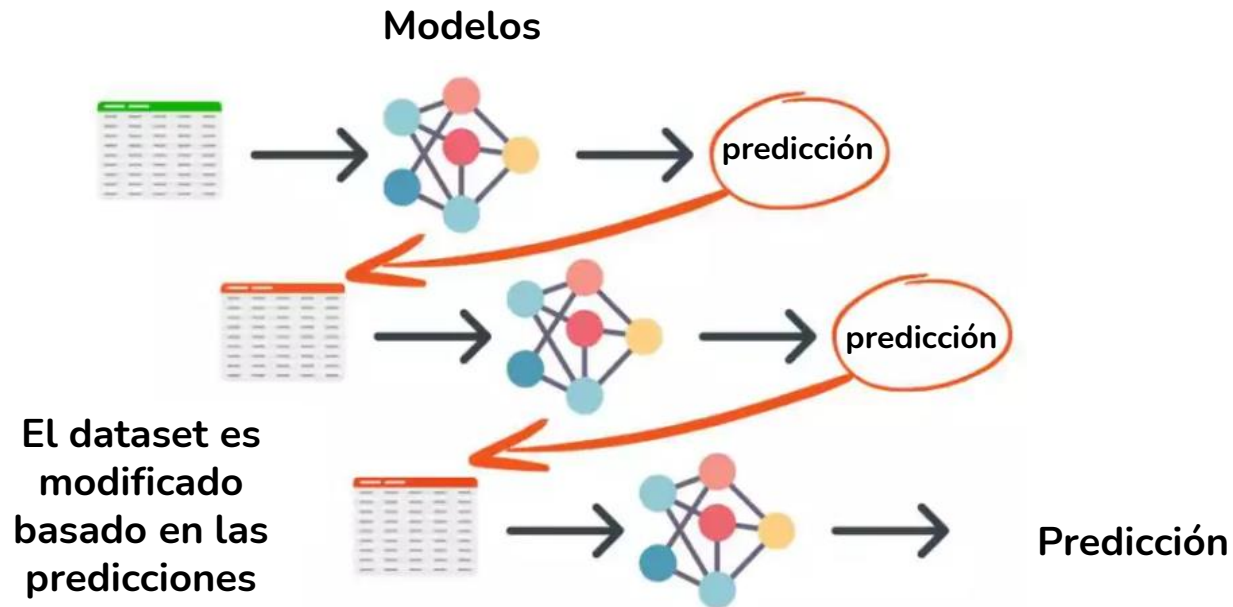 Modelos
predicción
predicción
El dataset es
modificado
basado en las
predicciones
Predicción